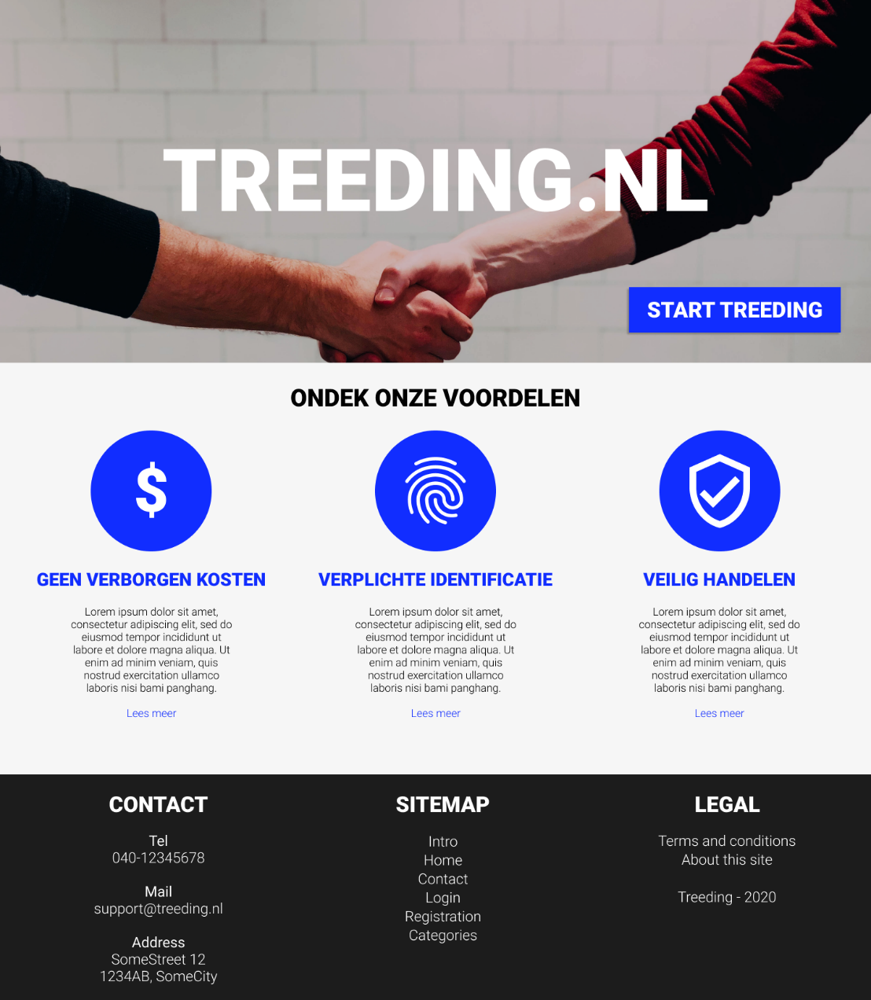 TREEDING.NL
START TREEDING
ONDEK ONZE VOORDELEN
$
GEEN VERBORGEN KOSTEN
Lorem ipsum dolor sit amet,
consectetur adipiscing elit, sed do
eiusmod tempor incididunt ut
labore et dolore magna aliqua. Ut
enim ad minim veniam, quis
nostrud exercitation ullamco
laboris nisi bami panghang.
Lees meer
VERPLICHTE IDENTIFICATIE
Lorem ipsum dolor sit amet,
consectetur adipiscing elit, sed do
eiusmod tempor incididunt ut
labore et dolore magna aliqua. Ut
enim ad minim veniam, quis
nostrud exercitation ullamco
laboris nisi bami panghang.
Lees meer
VEILIG HANDELEN
Lorem ipsum dolor sit amet,
consectetur adipiscing elit, sed do
eiusmod tempor incididunt ut
labore et dolore magna aliqua. Ut
enim ad minim veniam, quis
nostrud exercitation ullamco
laboris nisi bami panghang.
Lees meer
CONTACT
Tel
040-12345678
Mail
support@treeding.nl
Address
SomeStreet 12
1234AB, SomeCity
SITEMAP
Intro
Home
Contact
Login
Registration
Categories
LEGAL
Terms and conditions
About this site
Treeding - 2020